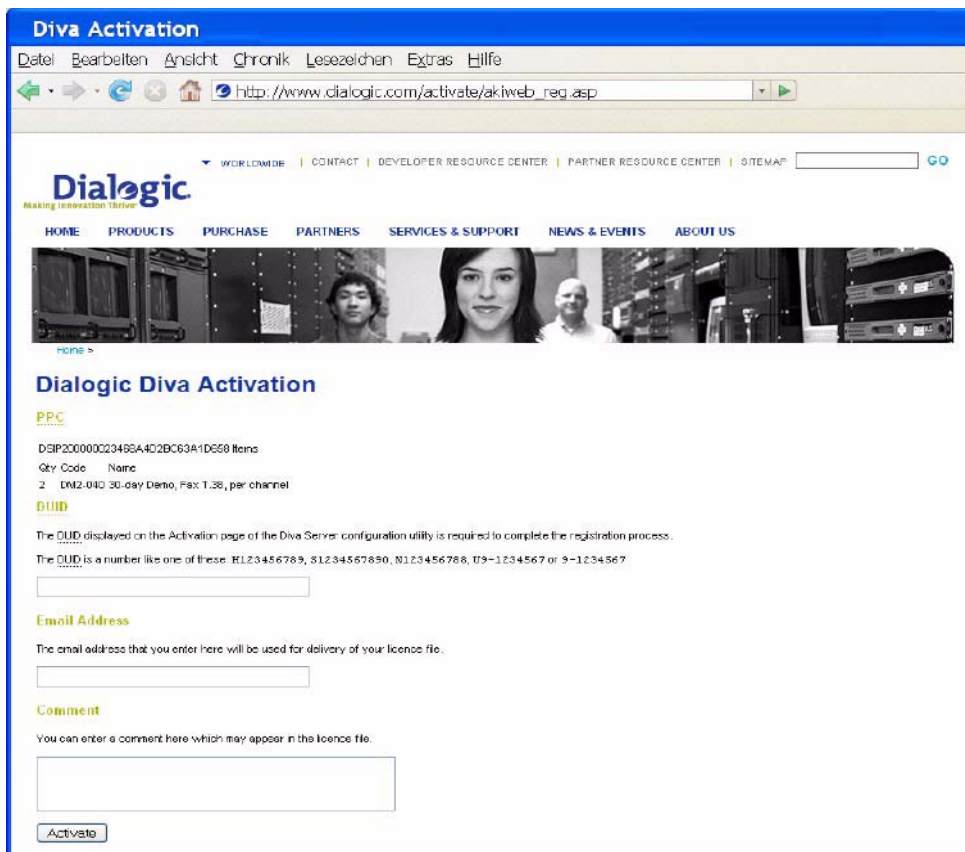 Diva Activation
Datei Bearbeiten Ansicht Chronik Lesezeichen Extras Hilfe
http://www.dialogic.com/activate/akiweb_reg.asp
WORLDWIDE | CONTACT | DEVELOPER RESOURCE CENTER | PARTNER RESOURCE CENTER | SITEMAP GO
Dialogic.
Making Innovation Thrive
HOME PRODUCTS PURCHASE PARTNERS SERVICES & SUPPORT NEWS & EVENTS ABOUT US
Home >
Dialogic Diva Activation
PPC
Items
Qty Code Name
2 DM2-040 30-day Demo, Fax T.38, per channel
DUID
The DUID displayed on the Activation page of the Diva Server configuration utility is required to complete the registration process.
The DUID is a number like one of these: H123456789, S1234567890, N123456788, U9-1234567 or 9-1234567
Email Address
The email address that you enter here will be used for delivery of your licence file.
Comment
You can enter a comment here which may appear in the licence file.
Activate